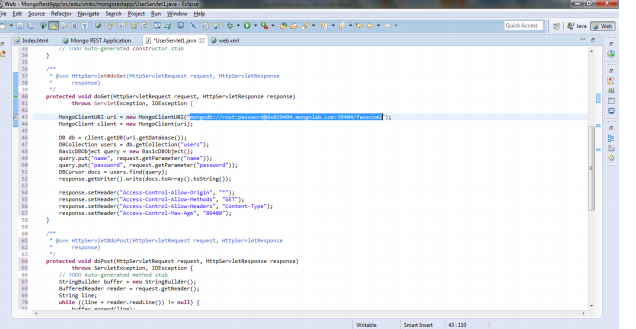 Web - MongoRestApp/src/edu/umkc/mongorestapp/UserServlet1.java - Eclipse
File Edit Source Refactor Navigate Search Project Run Window Help
Quick Access Java Web
index.html Mongo REST Application *UserServlet1.java web.xml
33 // TODO Auto-generated constructor stub
34 }
35
36 /**
37 * @see HttpServlet#doGet(HttpServletRequest request, HttpServletResponse
38 * response)
39 */
40 protected void doGet(HttpServletRequest request, HttpServletResponse response)
41 throws ServletException, IOException {
42
43 MongoClientURI uri = new MongoClientURI("mongodb://root:password@ds039404.mongolab.com:39404/facecom2");
44 MongoClient client = new MongoClient(uri);
45
46 DB db = client.getDB(uri.getDatabase());
47 DBCollection users = db.getCollection("users");
48 BasicDBObject query = new BasicDBObject();
49 query.put("name", request.getParameter("name"));
50 query.put("password", request.getParameter("password"));
51 DBCursor docs = users.find(query);
52 response.getWriter().write(docs.toArray().toString());
53
54 response.setHeader("Access-Control-Allow-Origin", "*");
55 response.setHeader("Access-Control-Allow-Methods", "GET");
56 response.setHeader("Access-Control-Allow-Headers", "Content-Type");
57 response.setHeader("Access-Control-Max-Age", "86400");
58 }
59
60 /**
61 * @see HttpServlet#doPost(HttpServletRequest request, HttpServletResponse
62 * response)
63 */
64 protected void doPost(HttpServletRequest request, HttpServletResponse response)
65 throws ServletException, IOException {
66 // TODO Auto-generated method stub
67 StringBuilder buffer = new StringBuilder();
68 BufferedReader reader = request.getReader();
69 String line;
70 while ((line = reader.readLine()) != null) {
buffer.append(line);
Writable Smart Insert 43 : 110